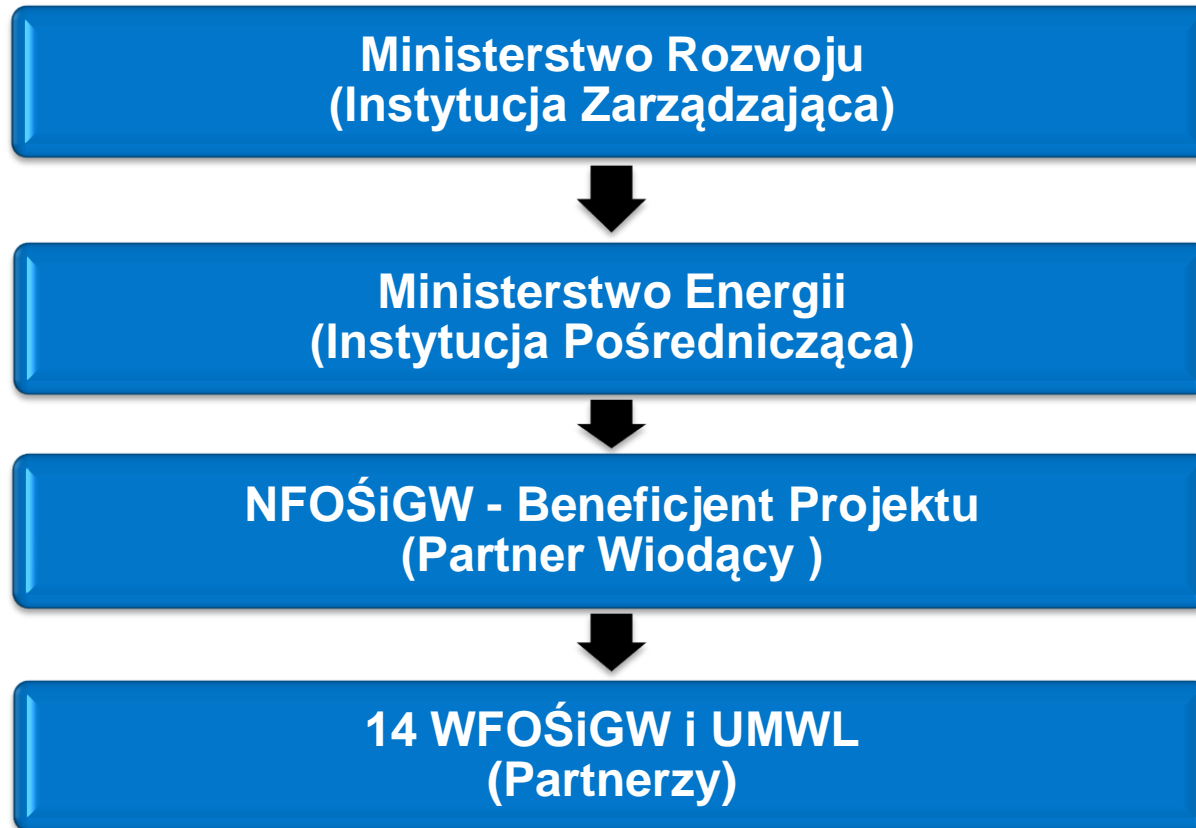 Ministerstwo Rozwoju
(Instytucja Zarządzająca)
Ministerstwo Energii
(Instytucja Pośrednicząca)
NFOŚiGW - Beneficjent Projektu
(Partner Wiodący )
14 WFOŚiGW i UMWL
(Partnerzy)